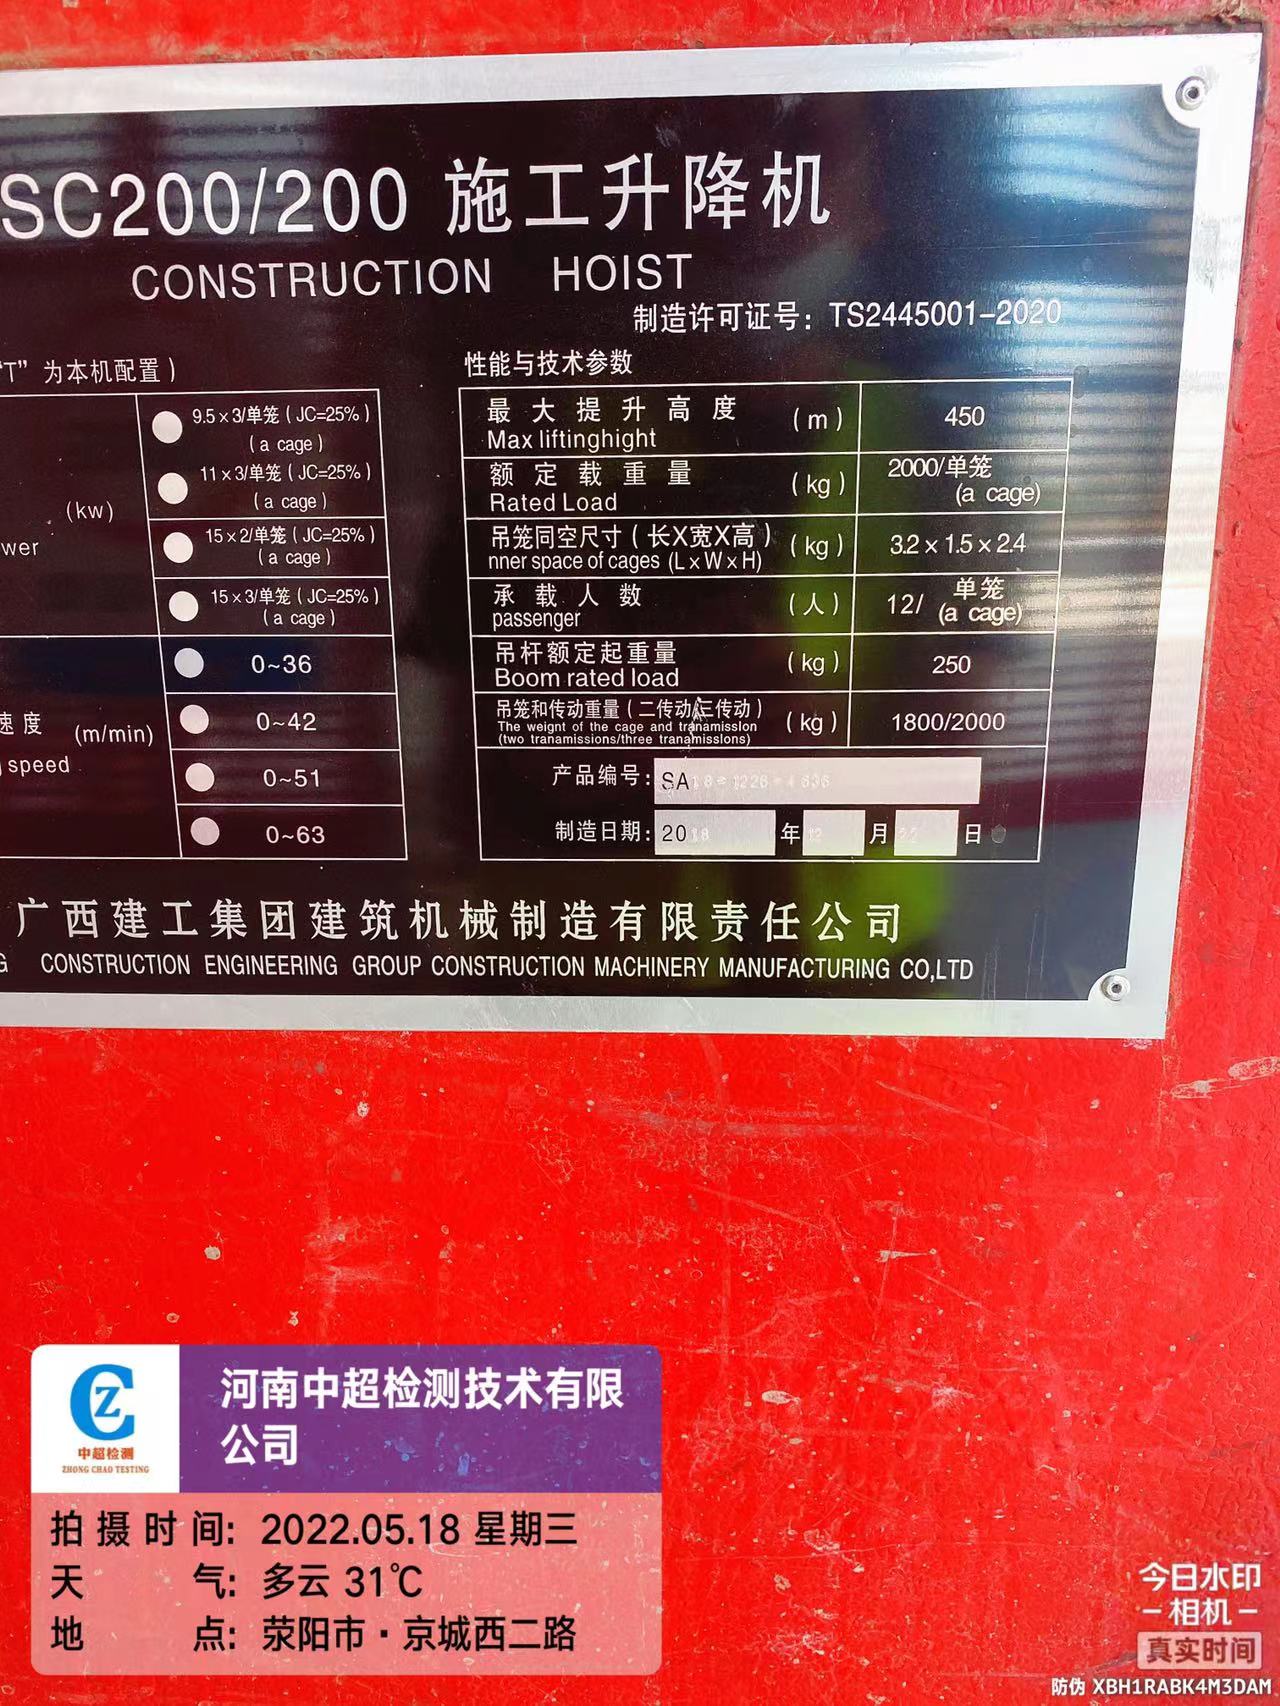 SC200/200 施工升降机
CONSTRUCTION HOIST
制造许可证号：TS2445001-2020
“T”为本机配置）
9.5×3/单笼（JC=25%）
（a cage）
11×3/单笼（JC=25%）
（a cage）
(kw)
15×2/单笼（JC=25%）
（a cage）
15×3/单笼（JC=25%）
（a cage）
0~36
速度 (m/min)
speed
0~42
0~51
0~63
性能与技术参数
最大提升高度 (m) 450
Max liftinghight
额定载重量 (kg) 2000/单笼
Rated Load (a cage)
吊笼同空尺寸（长X宽X高） (kg) 3.2×1.5×2.4
nner space of cages (L×W×H)
承载人数 (人) 12/ 单笼
passenger (a cage)
吊杆额定起重量 (kg) 250
Boom rated load
吊笼和传动重量（二传动/三传动） (kg) 1800/2000
The weignt of the cage and tranamission
(two tranamissions/three tranamissions)
产品编号：SA
制造日期：2018 年 12 月 日
广西建工集团建筑机械制造有限责任公司
G CONSTRUCTION ENGINEERING GROUP CONSTRUCTION MACHINERY MANUFACTURING CO,LTD
CZ
中超检测
ZHONG CHAO TESTING
河南中超检测技术有限
公司
拍摄时间： 2022.05.18 星期三
天气： 多云 31℃
地点： 荥阳市·京城西二路
今日水印
-相机-
真实时间
防伪 XBH1RABK4M3DAM